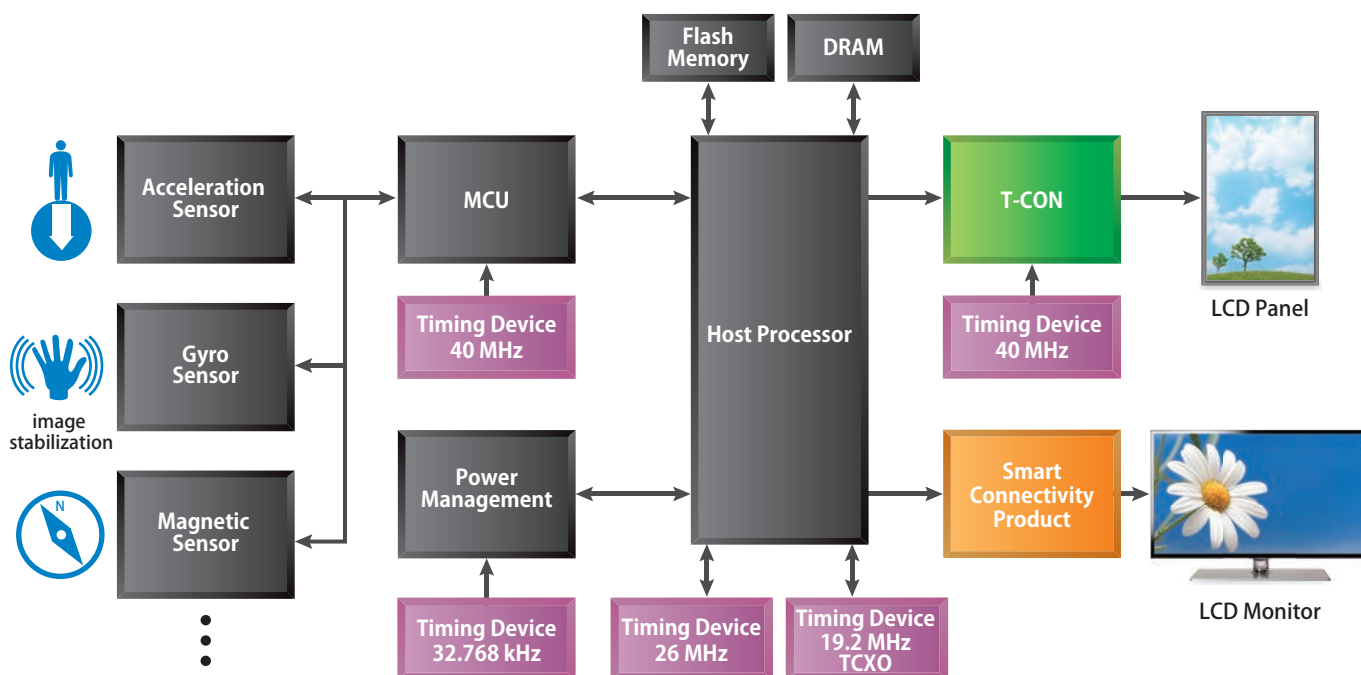 Flash
Memory
DRAM
Acceleration
Sensor
MCU
Host Processor
T-CON
LCD Panel
Timing Device
40 MHz
Timing Device
40 MHz
Gyro
Sensor
image
stabilization
Power
Management
Smart
Connectivity
Product
N
Magnetic
Sensor
LCD Monitor
Timing Device
32.768 kHz
Timing Device
26 MHz
Timing Device
19.2 MHz
TCXO